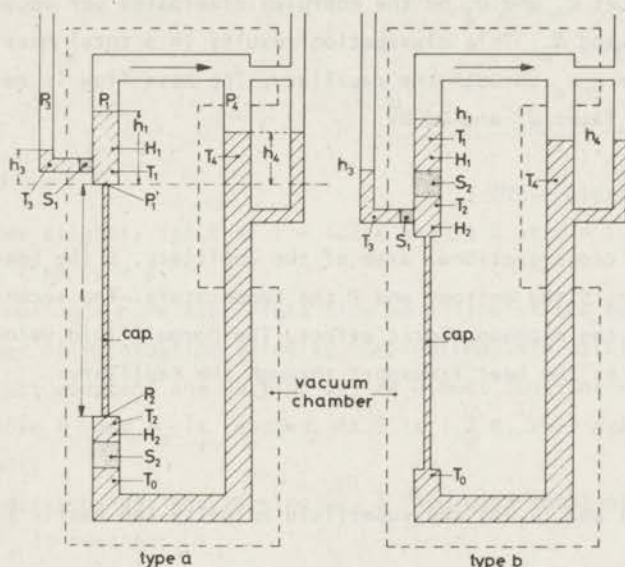 P3 P1 P4
h1
h3 H1 T4 h4
T1
T3 S1 P1'
cap.
P2
T2
H2
S2
T0
type a
vacuum
chamber
h1
T1
H1
h3 S2 T4 h4
T2
T3 S1 H2
cap.
T0
type b